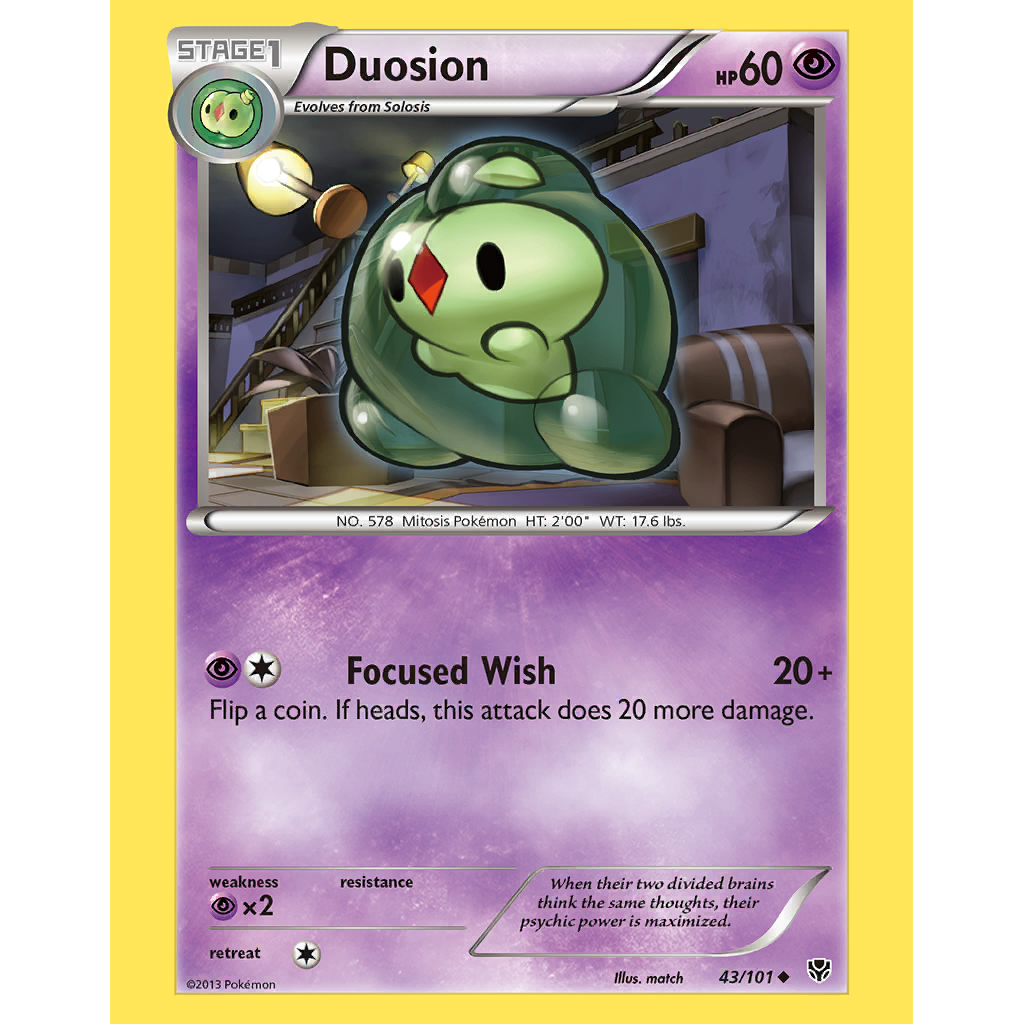 STAGE1
Duosion
HP60
Evolves from Solosis
NO. 578 Mitosis Pokémon HT: 2'00" WT: 17.6 lbs.
Focused Wish 20+
Flip a coin. If heads, this attack does 20 more damage.
weakness resistance
×2
When their two divided brains
think the same thoughts, their
psychic power is maximized.
retreat
©2013 Pokémon
Illus. match 43/101